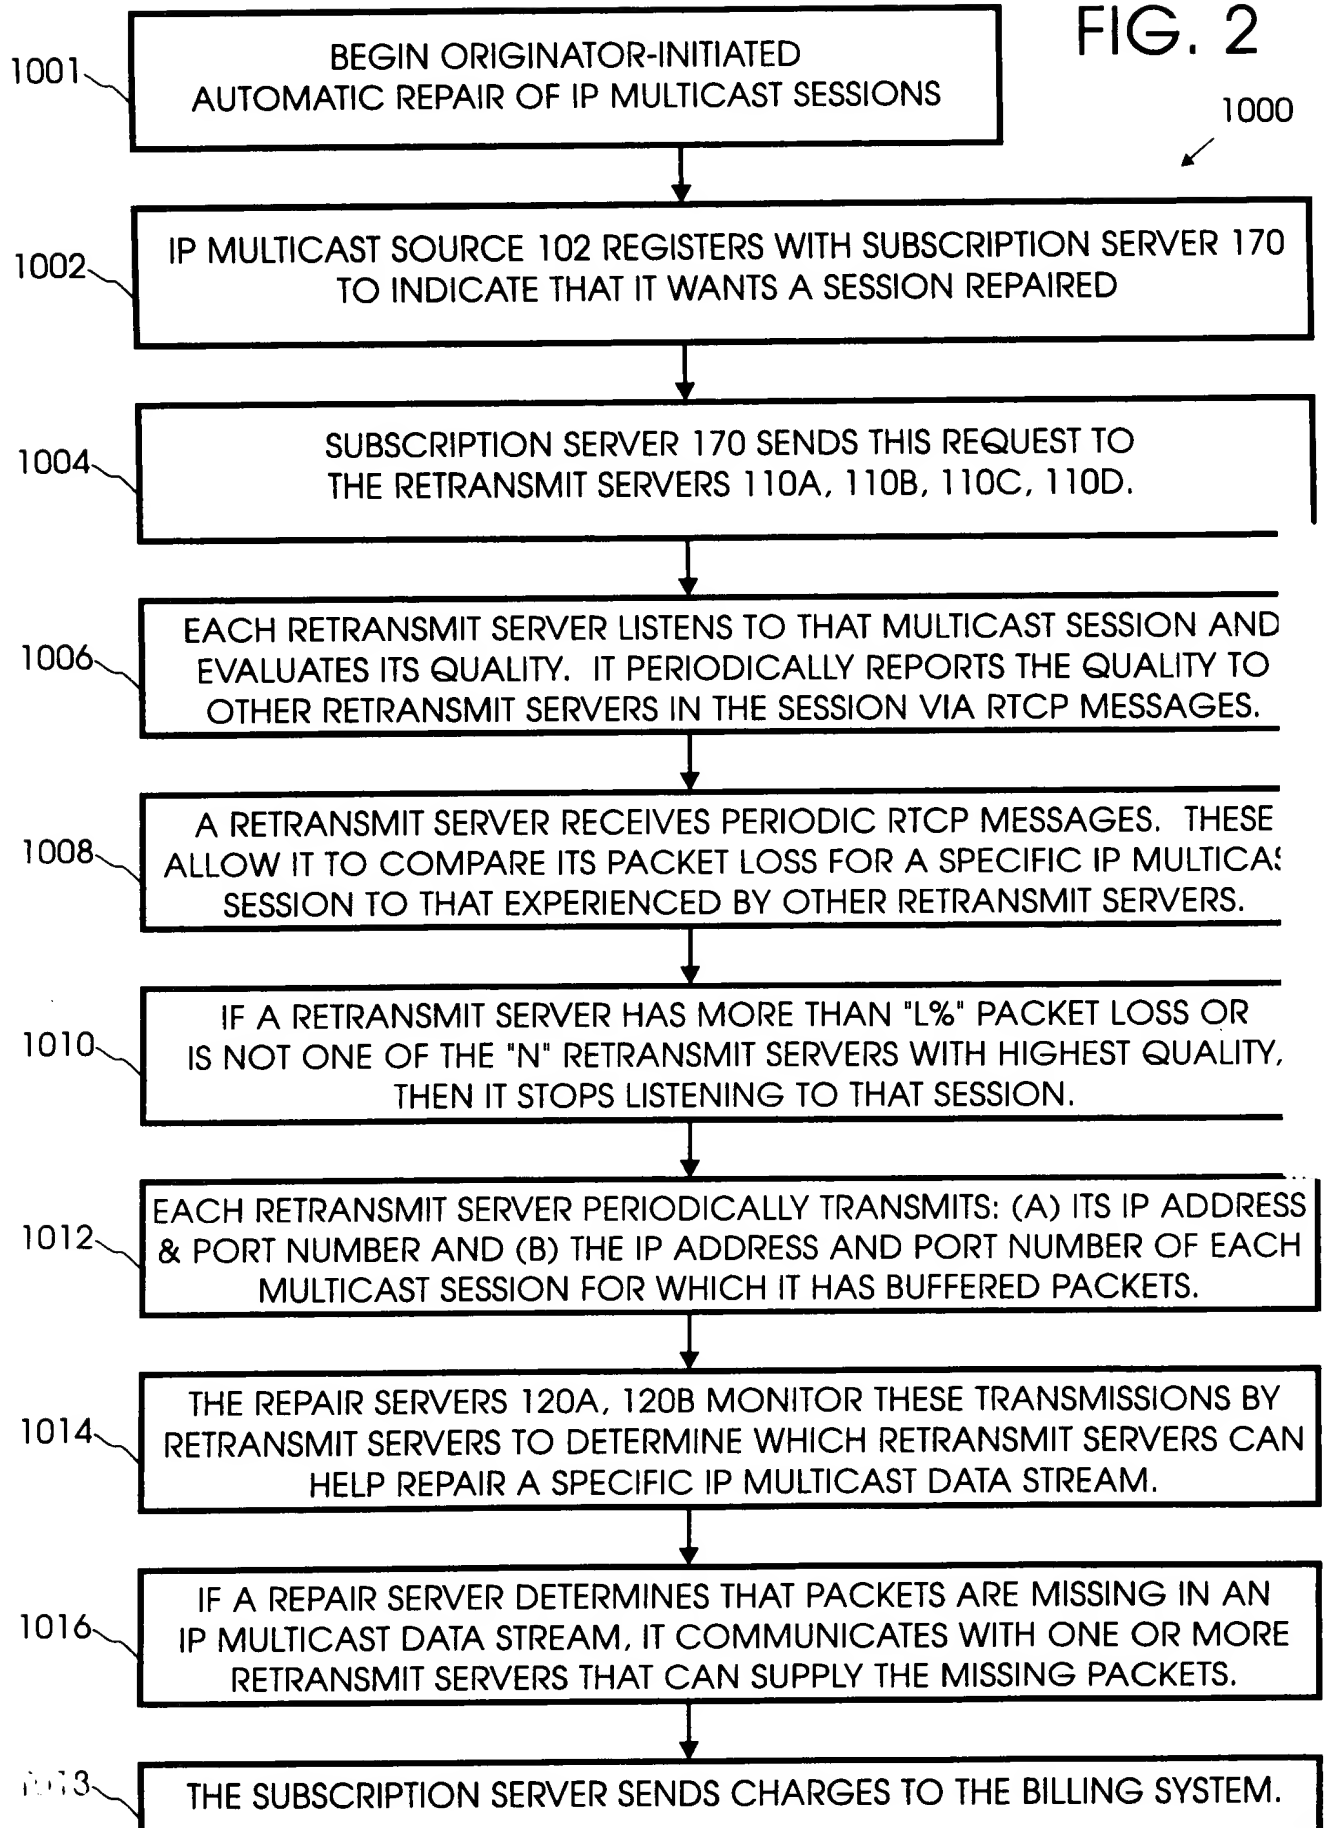 FIG. 2
1000
1001
BEGIN ORIGINATOR-INITIATED
AUTOMATIC REPAIR OF IP MULTICAST SESSIONS
1002
IP MULTICAST SOURCE 102 REGISTERS WITH SUBSCRIPTION SERVER 170
TO INDICATE THAT IT WANTS A SESSION REPAIRED
1004
SUBSCRIPTION SERVER 170 SENDS THIS REQUEST TO
THE RETRANSMIT SERVERS 110A, 110B, 110C, 110D.
1006
EACH RETRANSMIT SERVER LISTENS TO THAT MULTICAST SESSION AND
EVALUATES ITS QUALITY. IT PERIODICALLY REPORTS THE QUALITY TO
OTHER RETRANSMIT SERVERS IN THE SESSION VIA RTCP MESSAGES.
1008
A RETRANSMIT SERVER RECEIVES PERIODIC RTCP MESSAGES. THESE
ALLOW IT TO COMPARE ITS PACKET LOSS FOR A SPECIFIC IP MULTICAS
SESSION TO THAT EXPERIENCED BY OTHER RETRANSMIT SERVERS.
1010
IF A RETRANSMIT SERVER HAS MORE THAN "L%" PACKET LOSS OR
IS NOT ONE OF THE "N" RETRANSMIT SERVERS WITH HIGHEST QUALITY,
THEN IT STOPS LISTENING TO THAT SESSION.
1012
EACH RETRANSMIT SERVER PERIODICALLY TRANSMITS: (A) ITS IP ADDRESS
& PORT NUMBER AND (B) THE IP ADDRESS AND PORT NUMBER OF EACH
MULTICAST SESSION FOR WHICH IT HAS BUFFERED PACKETS.
1014
THE REPAIR SERVERS 120A, 120B MONITOR THESE TRANSMISSIONS BY
RETRANSMIT SERVERS TO DETERMINE WHICH RETRANSMIT SERVERS CAN
HELP REPAIR A SPECIFIC IP MULTICAST DATA STREAM.
1016
IF A REPAIR SERVER DETERMINES THAT PACKETS ARE MISSING IN AN
IP MULTICAST DATA STREAM, IT COMMUNICATES WITH ONE OR MORE
RETRANSMIT SERVERS THAT CAN SUPPLY THE MISSING PACKETS.
THE SUBSCRIPTION SERVER SENDS CHARGES TO THE BILLING SYSTEM.